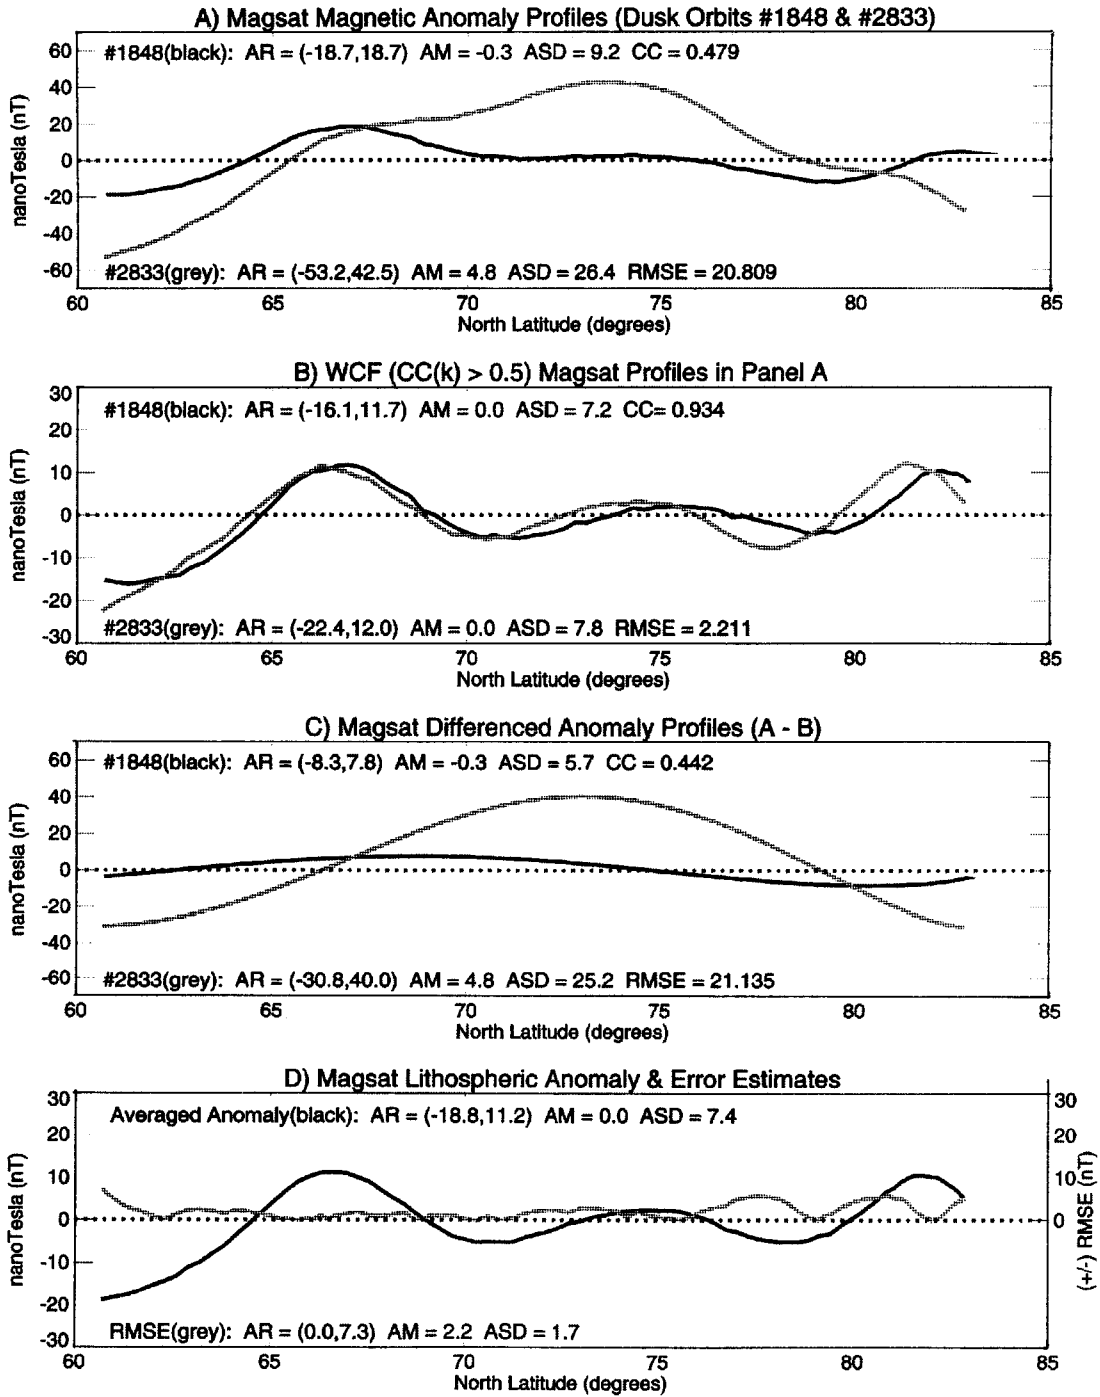 A) Magsat Magnetic Anomaly Profiles (Dusk Orbits #1848 & #2833)
#1848(black): AR = (-18.7,18.7) AM = -0.3 ASD = 9.2 CC = 0.479
60
40
20
0
-20
-40
-60
nanoTesla (nT)
#2833(grey): AR = (-53.2,42.5) AM = 4.8 ASD = 26.4 RMSE = 20.809
60 65 70 75 80 85
North Latitude (degrees)
B) WCF (CC(k) > 0.5) Magsat Profiles in Panel A
#1848(black): AR = (-16.1,11.7) AM = 0.0 ASD = 7.2 CC= 0.934
30
20
10
0
-10
-20
-30
nanoTesla (nT)
#2833(grey): AR = (-22.4,12.0) AM = 0.0 ASD = 7.8 RMSE = 2.211
60 65 70 75 80 85
North Latitude (degrees)
C) Magsat Differenced Anomaly Profiles (A - B)
#1848(black): AR = (-8.3,7.8) AM = -0.3 ASD = 5.7 CC = 0.442
60
40
20
0
-20
-40
-60
nanoTesla (nT)
#2833(grey): AR = (-30.8,40.0) AM = 4.8 ASD = 25.2 RMSE = 21.135
60 65 70 75 80 85
North Latitude (degrees)
D) Magsat Lithospheric Anomaly & Error Estimates
Averaged Anomaly(black): AR = (-18.8,11.2) AM = 0.0 ASD = 7.4
30
20
10
0
-10
-20
-30
nanoTesla (nT)
30
20
10
0
(+/-) RMSE (nT)
RMSE(grey): AR = (0.0,7.3) AM = 2.2 ASD = 1.7
60 65 70 75 80 85
North Latitude (degrees)